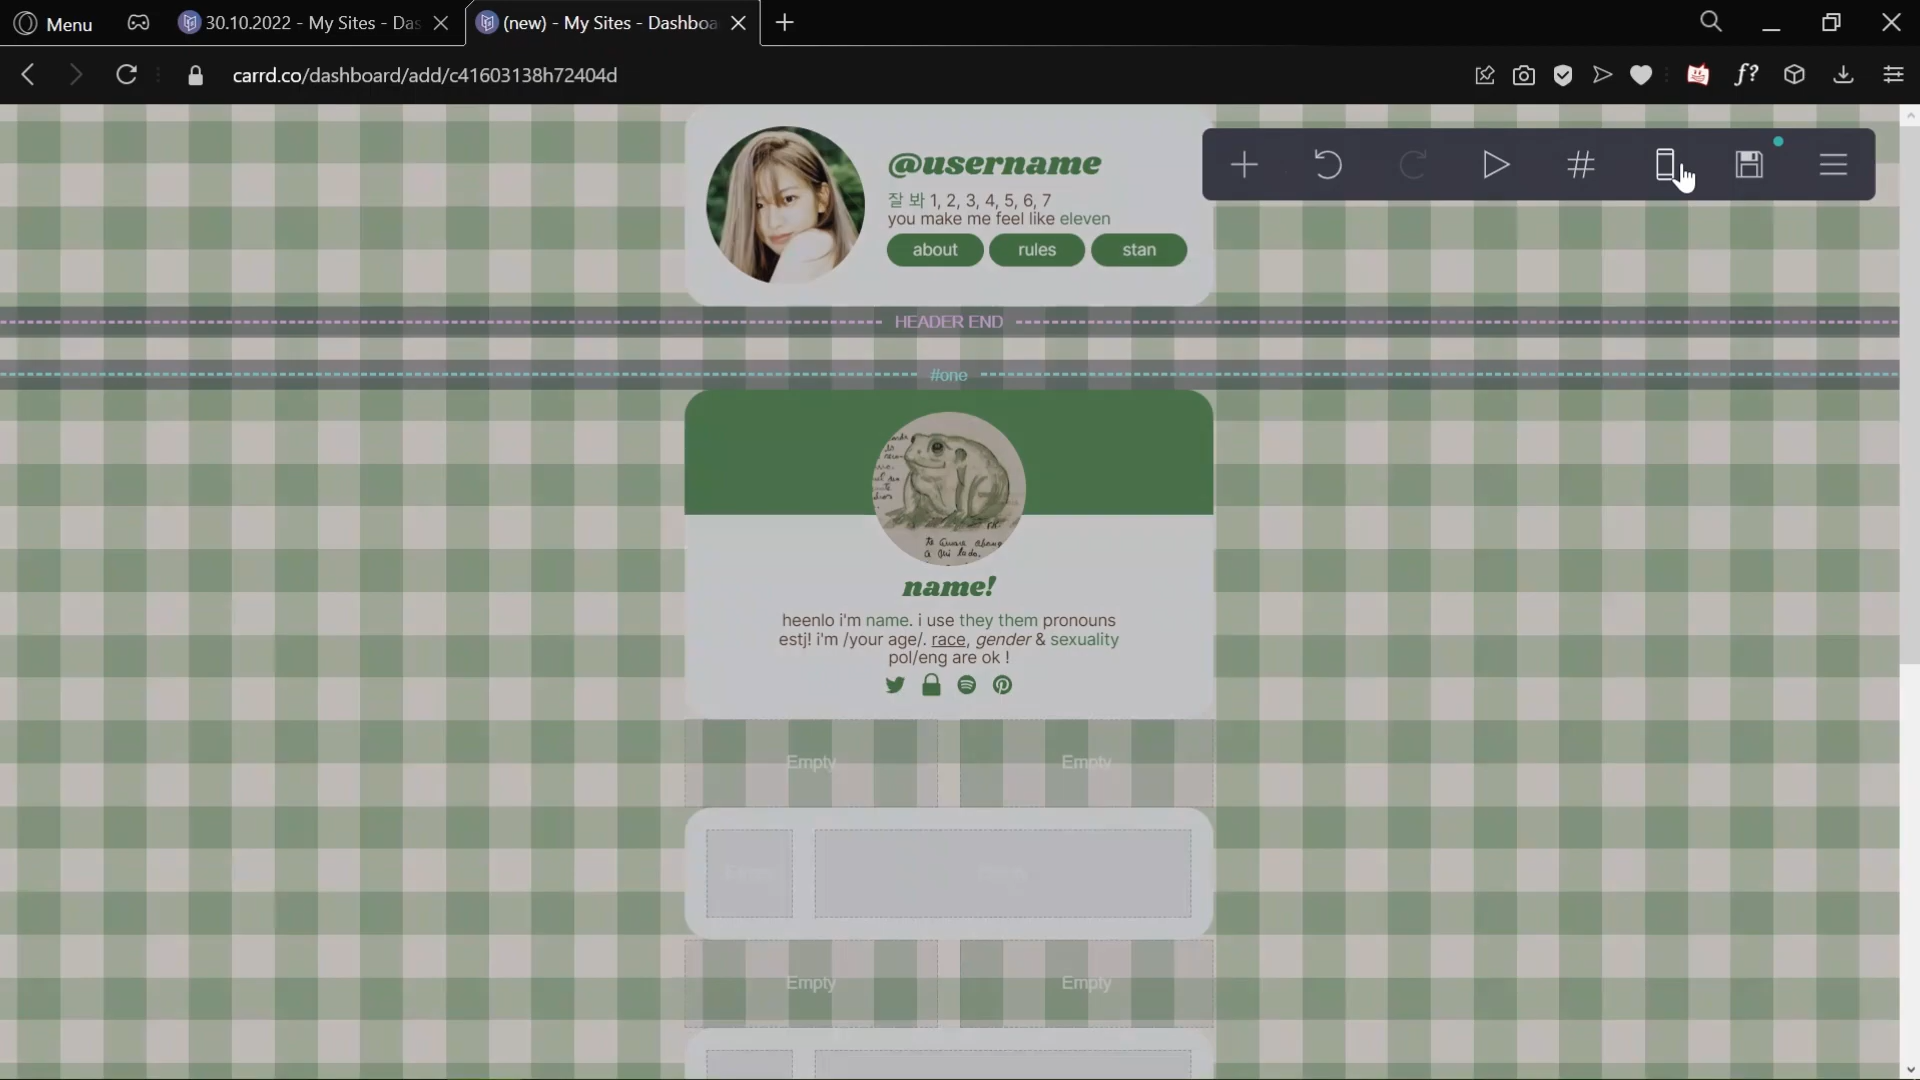 Menu
30.10.2022 - My Sites - Das
(new) - My Sites - Dashboa
carrd.co/dashboard/add/c41603138h72404d
f?
@username
잘 봐 1, 2, 3, 4, 5, 6, 7
you make me feel like eleven
about rules stan
HEADER END
#one
name!
heenlo i'm name. i use they them pronouns
estj! i'm /your age/. race, gender & sexuality
pol/eng are ok !
Empty Empty
Empty Empty